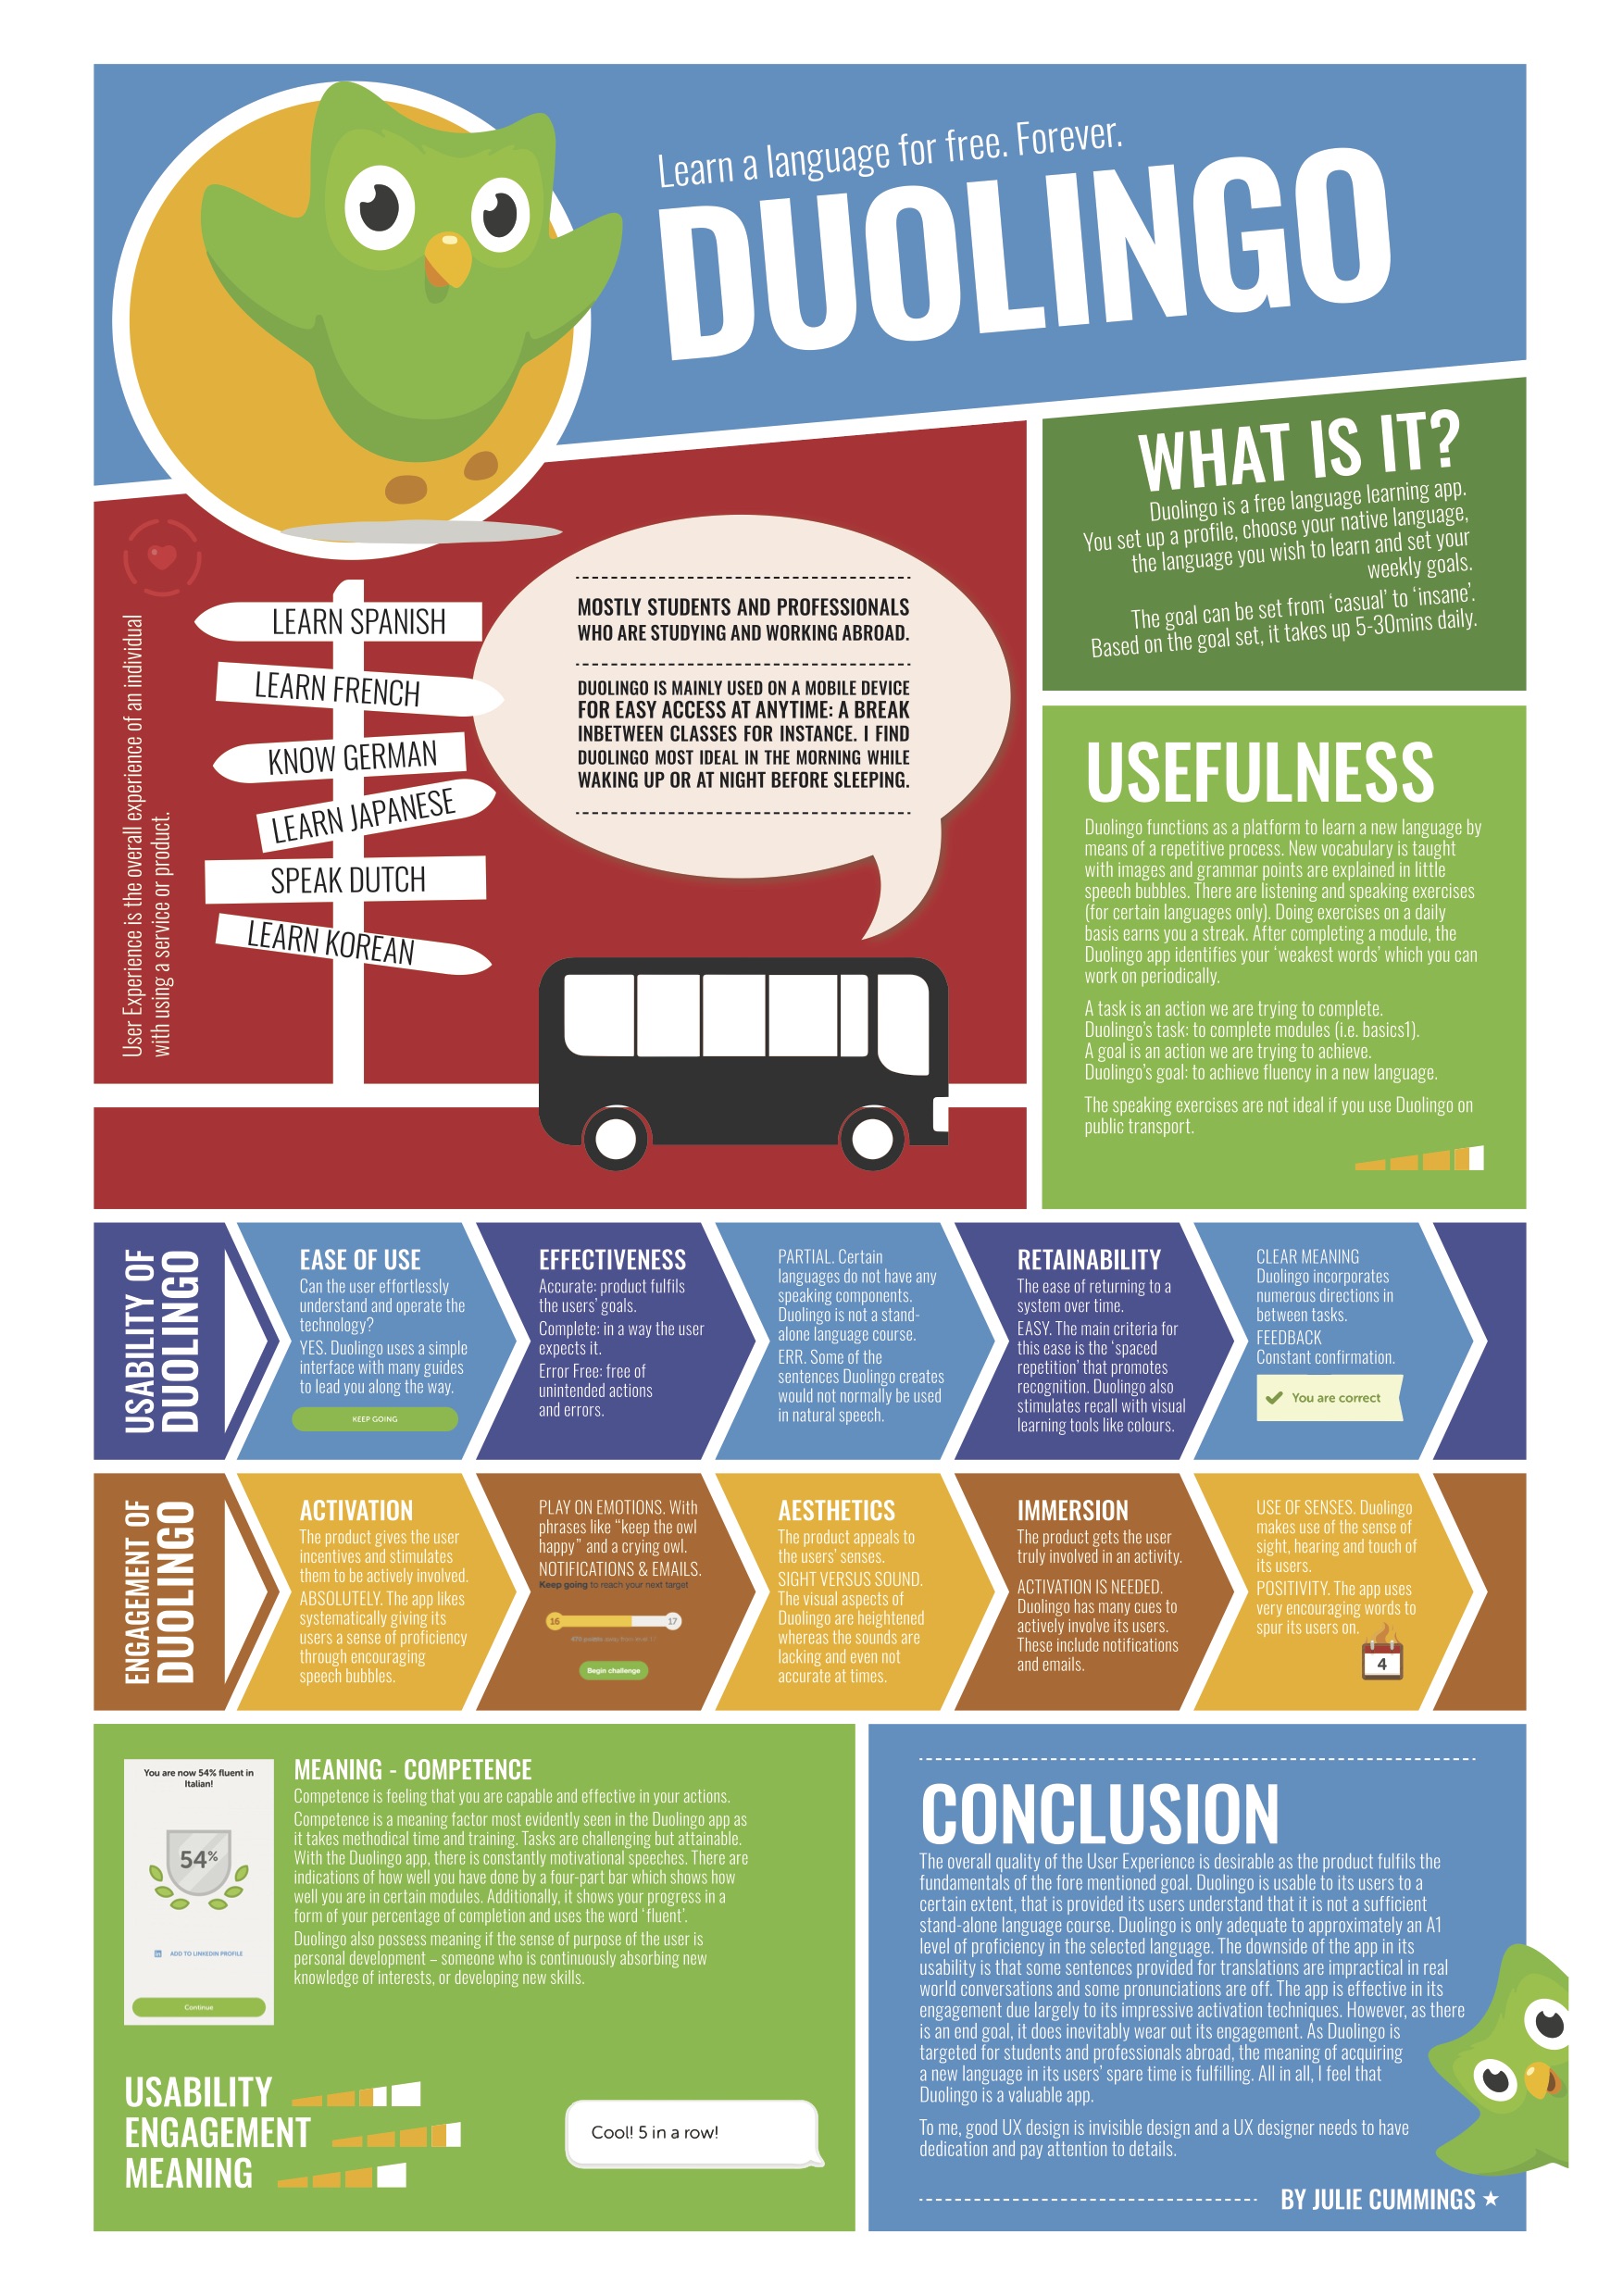 Learn a language for free. Forever.
DUOLINGO
WHAT IS IT?
Duolingo is a free language learning app.
You set up a profile, choose your native language,
the language you wish to learn and set your
weekly goals.
The goal can be set from ‘casual’ to ‘insane’.
Based on the goal set, it takes up 5-30mins daily.
User Experience is the overall experience of an individual
with using a service or product.
LEARN SPANISH
LEARN FRENCH
KNOW GERMAN
LEARN JAPANESE
SPEAK DUTCH
LEARN KOREAN
MOSTLY STUDENTS AND PROFESSIONALS
WHO ARE STUDYING AND WORKING ABROAD.
DUOLINGO IS MAINLY USED ON A MOBILE DEVICE
FOR EASY ACCESS AT ANYTIME: A BREAK
INBETWEEN CLASSES FOR INSTANCE. I FIND
DUOLINGO MOST IDEAL IN THE MORNING WHILE
WAKING UP OR AT NIGHT BEFORE SLEEPING.
USEFULNESS
Duolingo functions as a platform to learn a new language by
means of a repetitive process. New vocabulary is taught
with images and grammar points are explained in little
speech bubbles. There are listening and speaking exercises
(for certain languages only). Doing exercises on a daily
basis earns you a streak. After completing a module, the
Duolingo app identifies your ‘weakest words’ which you can
work on periodically.
A task is an action we are trying to complete.
Duolingo’s task: to complete modules (i.e. basics1).
A goal is an action we are trying to achieve.
Duolingo’s goal: to achieve fluency in a new language.
The speaking exercises are not ideal if you use Duolingo on
public transport.
USABILITY OF
DUOLINGO
EASE OF USE
Can the user effortlessly
understand and operate the
technology?
YES. Duolingo uses a simple
interface with many guides
to lead you along the way.
KEEP GOING
EFFECTIVENESS
Accurate: product fulfils
the users’ goals.
Complete: in a way the user
expects it.
Error Free: free of
unintended actions
and errors.
PARTIAL. Certain
languages do not have any
speaking components.
Duolingo is not a stand-
alone language course.
ERR. Some of the
sentences Duolingo creates
would not normally be used
in natural speech.
RETAINABILITY
The ease of returning to a
system over time.
EASY. The main criteria for
this ease is the ‘spaced
repetition’ that promotes
recognition. Duolingo also
stimulates recall with visual
learning tools like colours.
CLEAR MEANING
Duolingo incorporates
numerous directions in
between tasks.
FEEDBACK
Constant confirmation.
You are correct
ENGAGEMENT OF
DUOLINGO
ACTIVATION
The product gives the user
incentives and stimulates
them to be actively involved.
ABSOLUTELY. The app likes
systematically giving its
users a sense of proficiency
through encouraging
speech bubbles.
PLAY ON EMOTIONS. With
phrases like “keep the owl
happy” and a crying owl.
NOTIFICATIONS & EMAILS.
Keep going to reach your next target
16 17
Begin challenge
AESTHETICS
The product appeals to
the users’ senses.
SIGHT VERSUS SOUND.
The visual aspects of
Duolingo are heightened
whereas the sounds are
lacking and even not
accurate at times.
IMMERSION
The product gets the user
truly involved in an activity.
ACTIVATION IS NEEDED.
Duolingo has many cues to
actively involve its users.
These include notifications
and emails.
USE OF SENSES. Duolingo
makes use of the sense of
sight, hearing and touch of
its users.
POSITIVITY. The app uses
very encouraging words to
spur its users on.
4
You are now 54% fluent in
Italian!
54%
in ADD TO LINKEDIN PROFILE
Continue
MEANING - COMPETENCE
Competence is feeling that you are capable and effective in your actions.
Competence is a meaning factor most evidently seen in the Duolingo app as
it takes methodical time and training. Tasks are challenging but attainable.
With the Duolingo app, there is constantly motivational speeches. There are
indications of how well you have done by a four-part bar which shows how
well you are in certain modules. Additionally, it shows your progress in a
form of your percentage of completion and uses the word ‘fluent’.
Duolingo also possess meaning if the sense of purpose of the user is
personal development – someone who is continuously absorbing new
knowledge of interests, or developing new skills.
USABILITY
ENGAGEMENT
MEANING
Cool! 5 in a row!
CONCLUSION
The overall quality of the User Experience is desirable as the product fulfils the
fundamentals of the fore mentioned goal. Duolingo is usable to its users to a
certain extent, that is provided its users understand that it is not a sufficient
stand-alone language course. Duolingo is only adequate to approximately an A1
level of proficiency in the selected language. The downside of the app in its
usability is that some sentences provided for translations are impractical in real
world conversations and some pronunciations are off. The app is effective in its
engagement due largely to its impressive activation techniques. However, as there
is an end goal, it does inevitably wear out its engagement. As Duolingo is
targeted for students and professionals abroad, the meaning of acquiring
a new language in its users’ spare time is fulfilling. All in all, I feel that
Duolingo is a valuable app.
To me, good UX design is invisible design and a UX designer needs to have
dedication and pay attention to details.
BY JULIE CUMMINGS